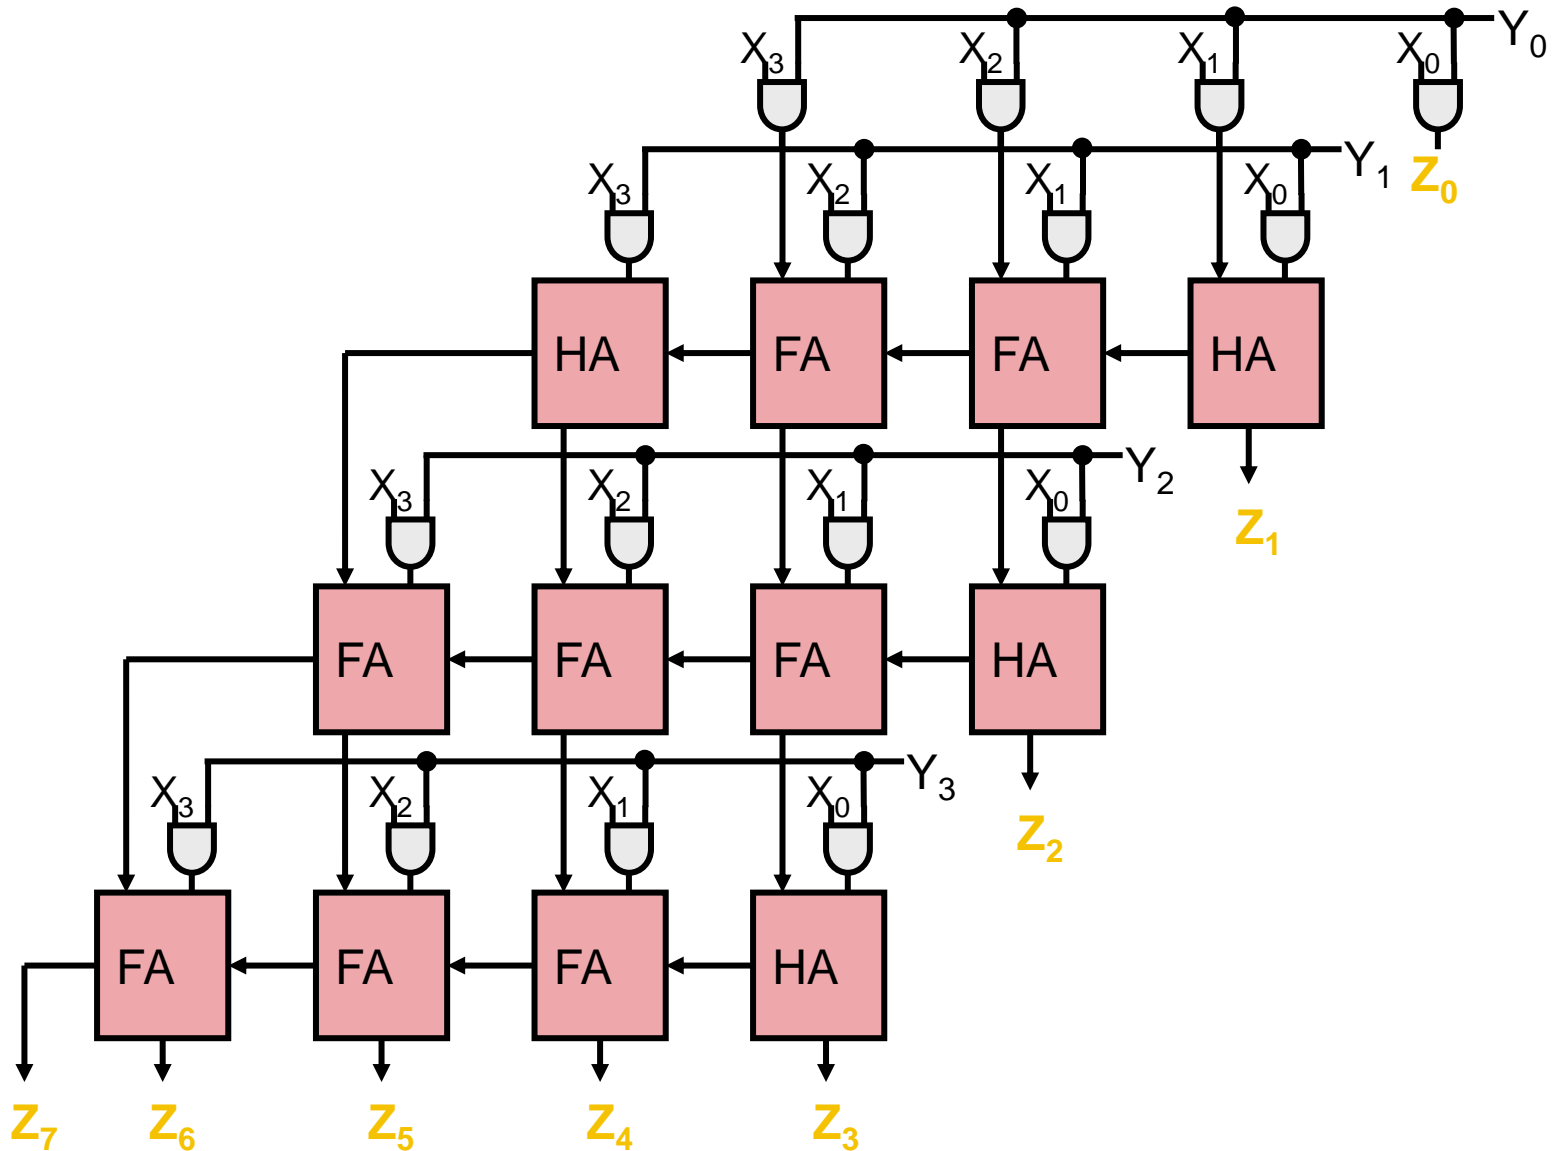 Y₀
X₃ X₂ X₁ X₀
Y₁
X₃ X₂ X₁ X₀ Z₀
HA FA FA HA
Y₂
X₃ X₂ X₁ X₀
Z₁
FA FA FA HA
Y₃
X₃ X₂ X₁ X₀
Z₂
FA FA FA HA
Z₇ Z₆ Z₅ Z₄ Z₃